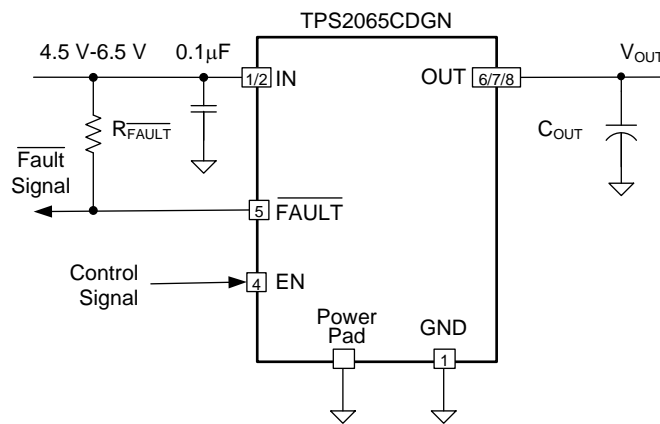 TPS2065CDGN
4.5 V-6.5 V
0.1μF
1/2
IN
OUT
6/7/8
VOUT
RFAULT
COUT
Fault
Signal
5
FAULT
Control
Signal
4
EN
Power
Pad
GND
1